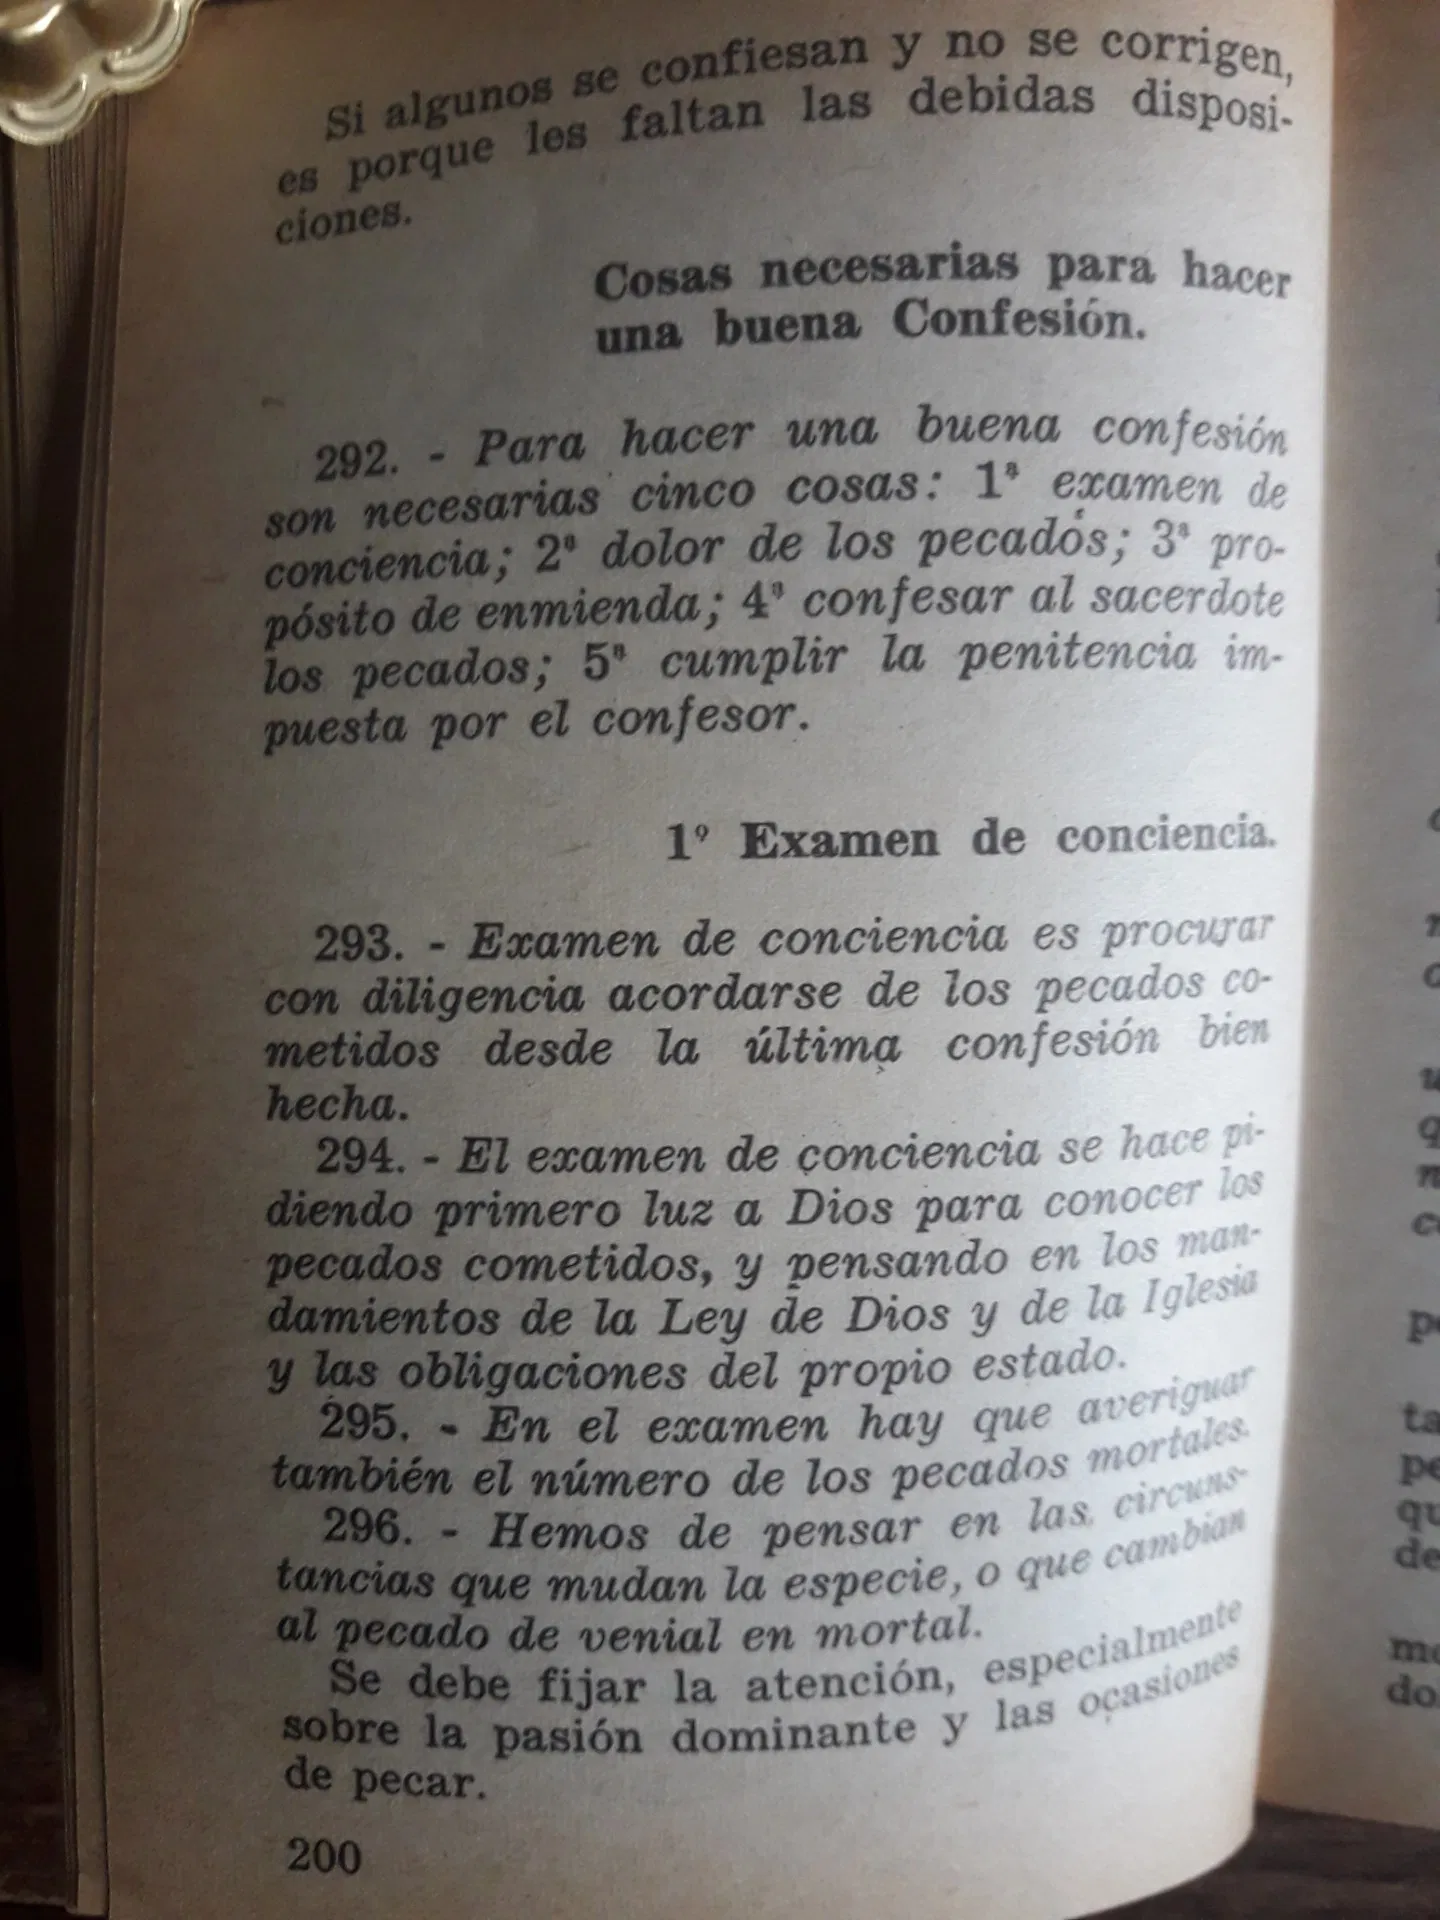 Si algunos se confiesan y no se corrigen,
es porque les faltan las debidas disposi-
ciones.
Cosas necesarias para hacer
una buena Confesión.
292. - Para hacer una buena confesión
son necesarias cinco cosas: 1ª examen de
conciencia; 2ª dolor de los pecados; 3ª pro-
pósito de enmienda; 4ª confesar al sacerdote
los pecados; 5ª cumplir la penitencia im-
puesta por el confesor.
1º Examen de conciencia.
293. - Examen de conciencia es procurar
con diligencia acordarse de los pecados co-
metidos desde la última confesión bien
hecha.
294. - El examen de conciencia se hace pi-
diendo primero luz a Dios para conocer los
pecados cometidos, y pensando en los man-
damientos de la Ley de Dios y de la Iglesia
y las obligaciones del propio estado.
295. - En el examen hay que averiguar
también el número de los pecados mortales.
296. - Hemos de pensar en las circuns-
tancias que mudan la especie, o que cambian
al pecado de venial en mortal.
Se debe fijar la atención, especialmente
sobre la pasión dominante y las ocasiones
de pecar.
200